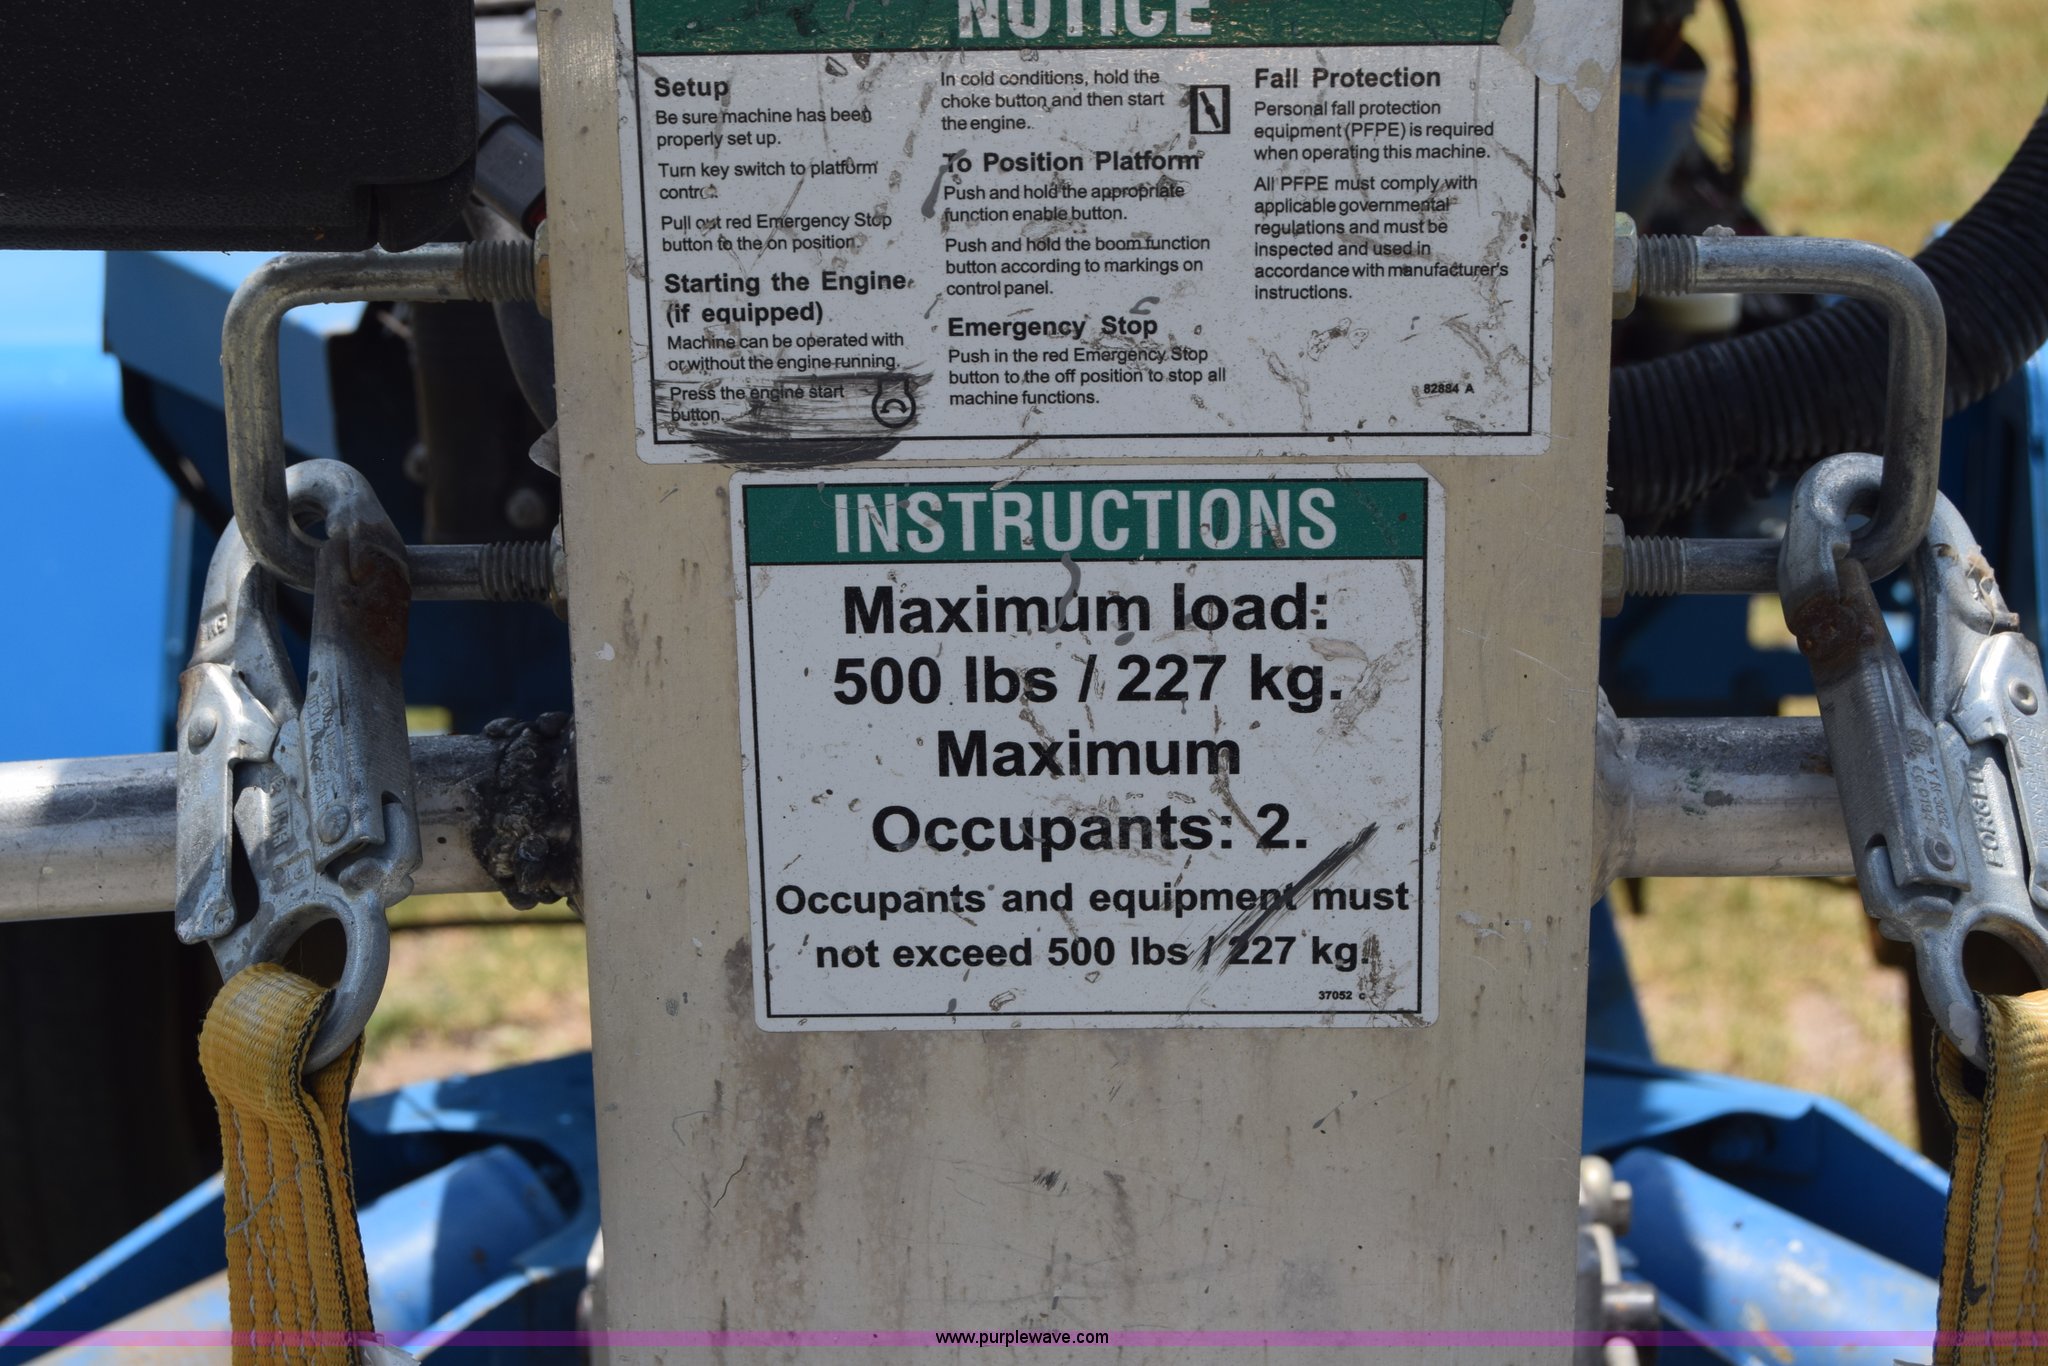 NOTICE
Setup
Be sure machine has been
properly set up.
Turn key switch to platform
control.
Pull out red Emergency Stop
button to the on position.
Starting the Engine
(if equipped)
Machine can be operated with
or without the engine running.
Press the engine start
button.
In cold conditions, hold the
choke button and then start
the engine.
To Position Platform
Push and hold the appropriate
function enable button.
Push and hold the boom function
button according to markings on
control panel.
Emergency Stop
Push in the red Emergency Stop
button to the off position to stop all
machine functions.
Fall Protection
Personal fall protection
equipment (PFPE) is required
when operating this machine.
All PFPE must comply with
applicable governmental
regulations and must be
inspected and used in
accordance with manufacturer's
instructions.
82884 A
INSTRUCTIONS
Maximum load:
500 lbs / 227 kg.
Maximum
Occupants: 2.
Occupants and equipment must
not exceed 500 lbs / 227 kg.
37052 c
FORGED
www.purplewave.com